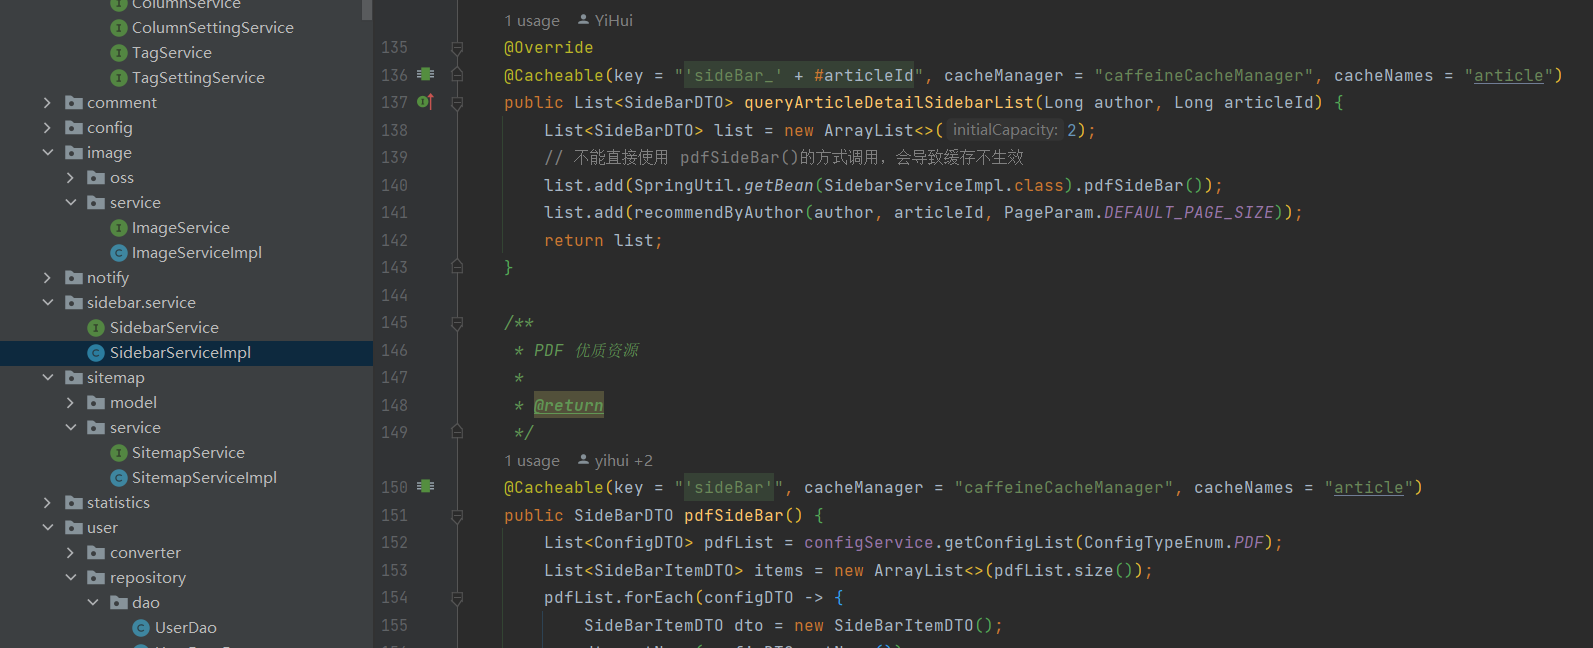 ColumnService
ColumnSettingService
TagService
TagSettingService
comment
config
image
oss
service
ImageService
ImageServiceImpl
notify
sidebar.service
SidebarService
SidebarServiceImpl
sitemap
model
service
SitemapService
SitemapServiceImpl
statistics
user
converter
repository
dao
UserDao
1 usage YiHui
135 @Override
136 @Cacheable(key = "'sideBar_' + #articleId", cacheManager = "caffeineCacheManager", cacheNames = "article")
137 public List<SideBarDTO> queryArticleDetailSidebarList(Long author, Long articleId) {
138 List<SideBarDTO> list = new ArrayList<>( initialCapacity: 2);
139 // 不能直接使用 pdfSideBar()的方式调用，会导致缓存不生效
140 list.add(SpringUtil.getBean(SidebarServiceImpl.class).pdfSideBar());
141 list.add(recommendByAuthor(author, articleId, PageParam.DEFAULT_PAGE_SIZE));
142 return list;
143 }
144
145 /**
146 * PDF 优质资源
147 *
148 * @return
149 */
1 usage yihui +2
150 @Cacheable(key = "'sideBar'", cacheManager = "caffeineCacheManager", cacheNames = "article")
151 public SideBarDTO pdfSideBar() {
152 List<ConfigDTO> pdfList = configService.getConfigList(ConfigTypeEnum.PDF);
153 List<SideBarItemDTO> items = new ArrayList<>(pdfList.size());
154 pdfList.forEach(configDTO -> {
155 SideBarItemDTO dto = new SideBarItemDTO();